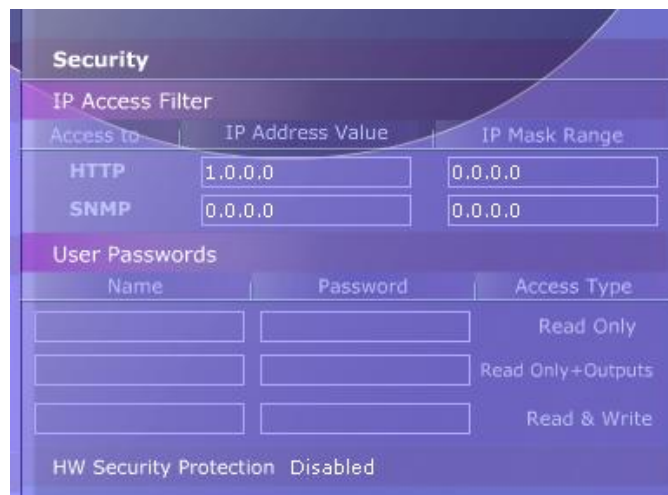 Security
IP Access Filter
Access to IP Address Value IP Mask Range
HTTP 1.0.0.0 0.0.0.0
SNMP 0.0.0.0 0.0.0.0
User Passwords
Name Password Access Type
Read Only
Read Only+Outputs
Read & Write
HW Security Protection Disabled